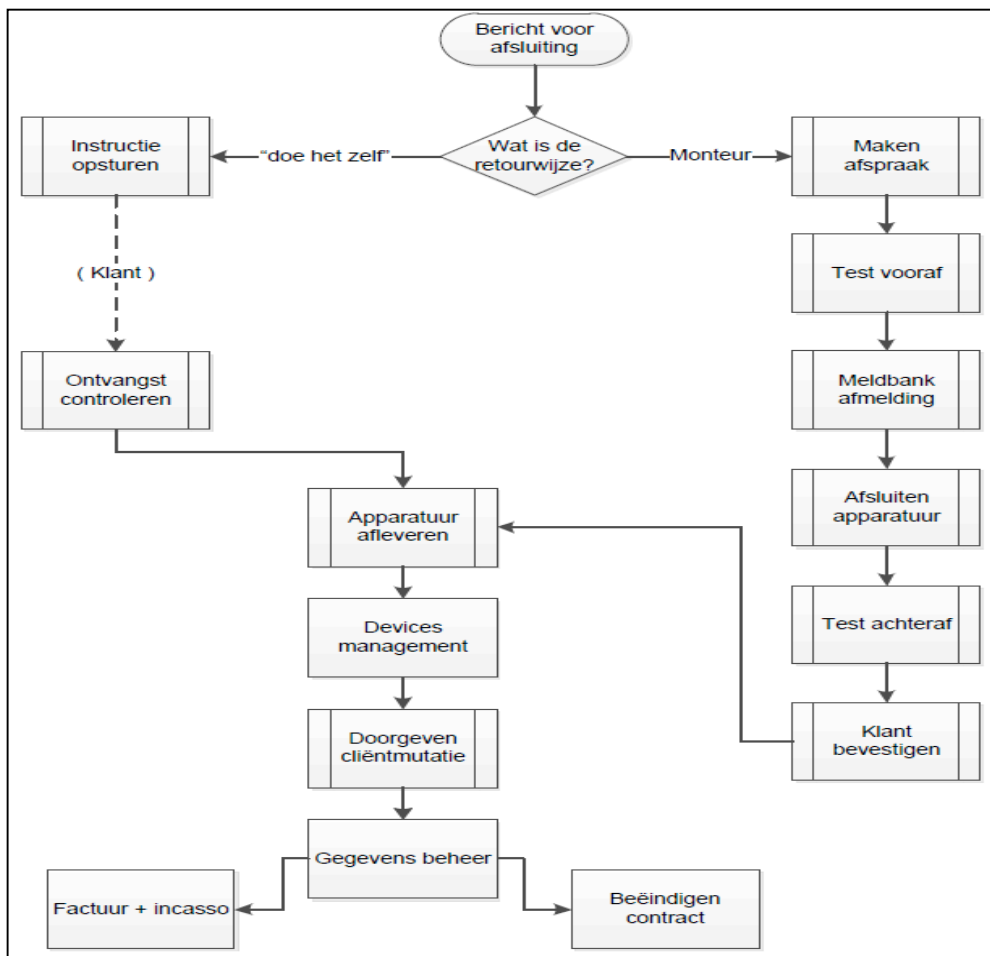 Bericht voor
afsluiting
Wat is de
retourwijze?
"doe het zelf"
Monteur
Instructie
opsturen
Maken
afspraak
( Klant )
Test vooraf
Ontvangst
controleren
Meldbank
afmelding
Apparatuur
afleveren
Afsluiten
apparatuur
Devices
management
Test achteraf
Doorgeven
cliëntmutatie
Klant
bevestigen
Gegevens beheer
Factuur + incasso
Beëindigen
contract